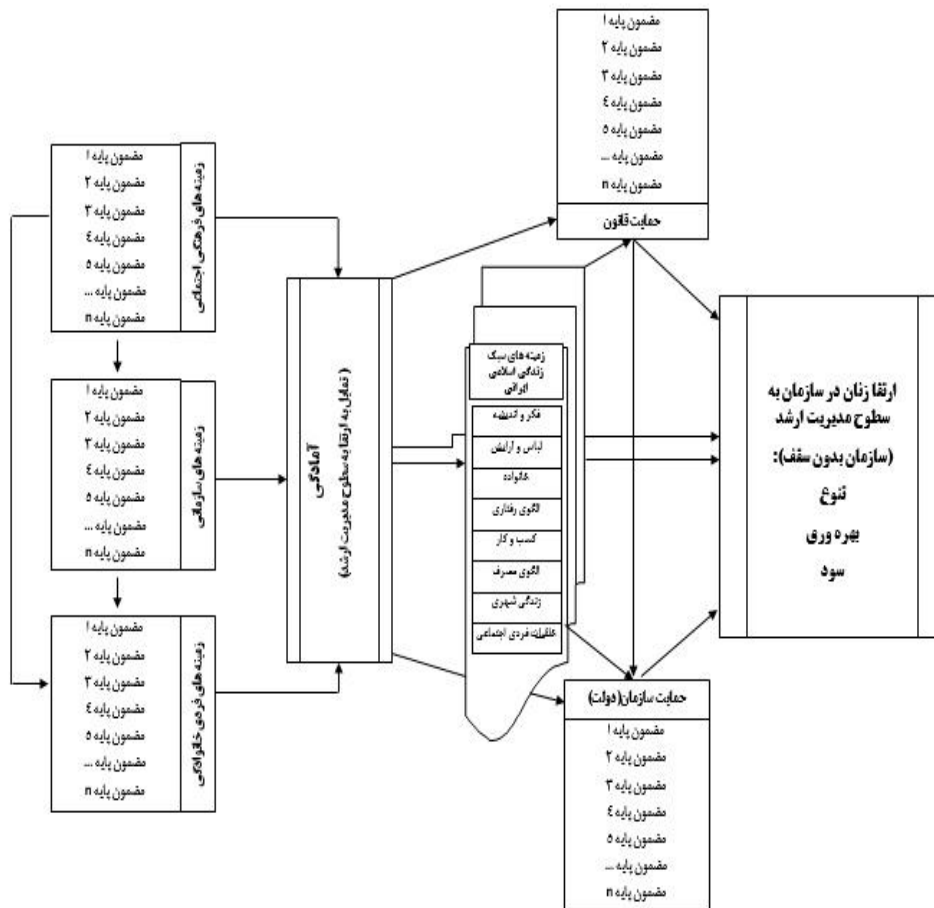 مضمون پایه ۱
مضمون پایه ۲
مضمون پایه ۳
مضمون پایه ٤
مضمون پایه ٥
مضمون پایه ...
مضمون پایه n
حمایت قانون
مضمون پایه ۱
مضمون پایه ۲
مضمون پایه ۳
مضمون پایه ٤
مضمون پایه ٥
مضمون پایه ...
مضمون پایه n
زمینه های فرهنگی اجتماعی
مضمون پایه ۱
مضمون پایه ۲
مضمون پایه ۳
مضمون پایه ٤
مضمون پایه ٥
مضمون پایه ...
مضمون پایه n
زمینه های سازمانی
مضمون پایه ۱
مضمون پایه ۲
مضمون پایه ۳
مضمون پایه ٤
مضمون پایه ٥
مضمون پایه ...
مضمون پایه n
زمینه های فردی خانوادگی
آمادگی
( تمایل به ارتقا به سطوح مدیریت ارشد)
زمینه های سبک
زندگی اسلامی
ایرانی
فکر و اندیشه
لباس و آرایش
خانواده
الگوی رفتاری
کسب و کار
الگوی مصرف
زندگی شهری
خلقیات فردی اجتماعی
ارتقا زنان در سازمان به
سطوح مدیریت ارشد
(سازمان بدون سقف):
تنوع
بهره ورق
سود
حمایت سازمان(دولت)
مضمون پایه ۱
مضمون پایه ۲
مضمون پایه ۳
مضمون پایه ٤
مضمون پایه ٥
مضمون پایه ...
مضمون پایه n